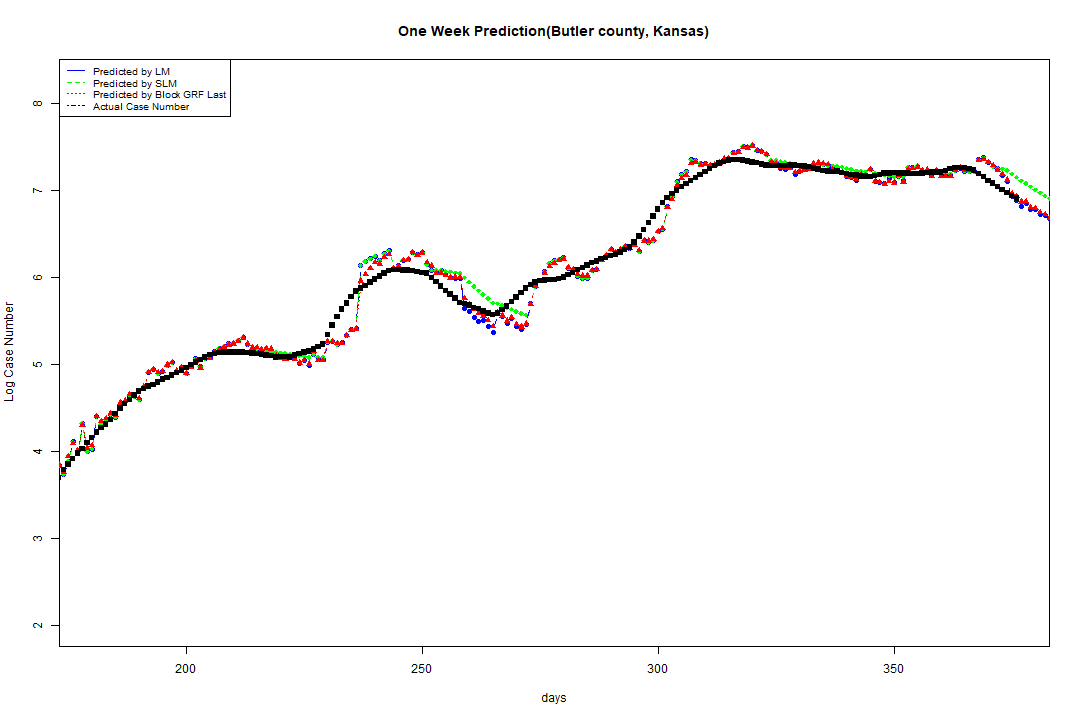 One Week Prediction(Butler county, Kansas)
Predicted by LM
Predicted by SLM
Predicted by Block GRF Last
Actual Case Number
8
7
6
5
4
3
2
Log Case Number
200
250
300
350
days